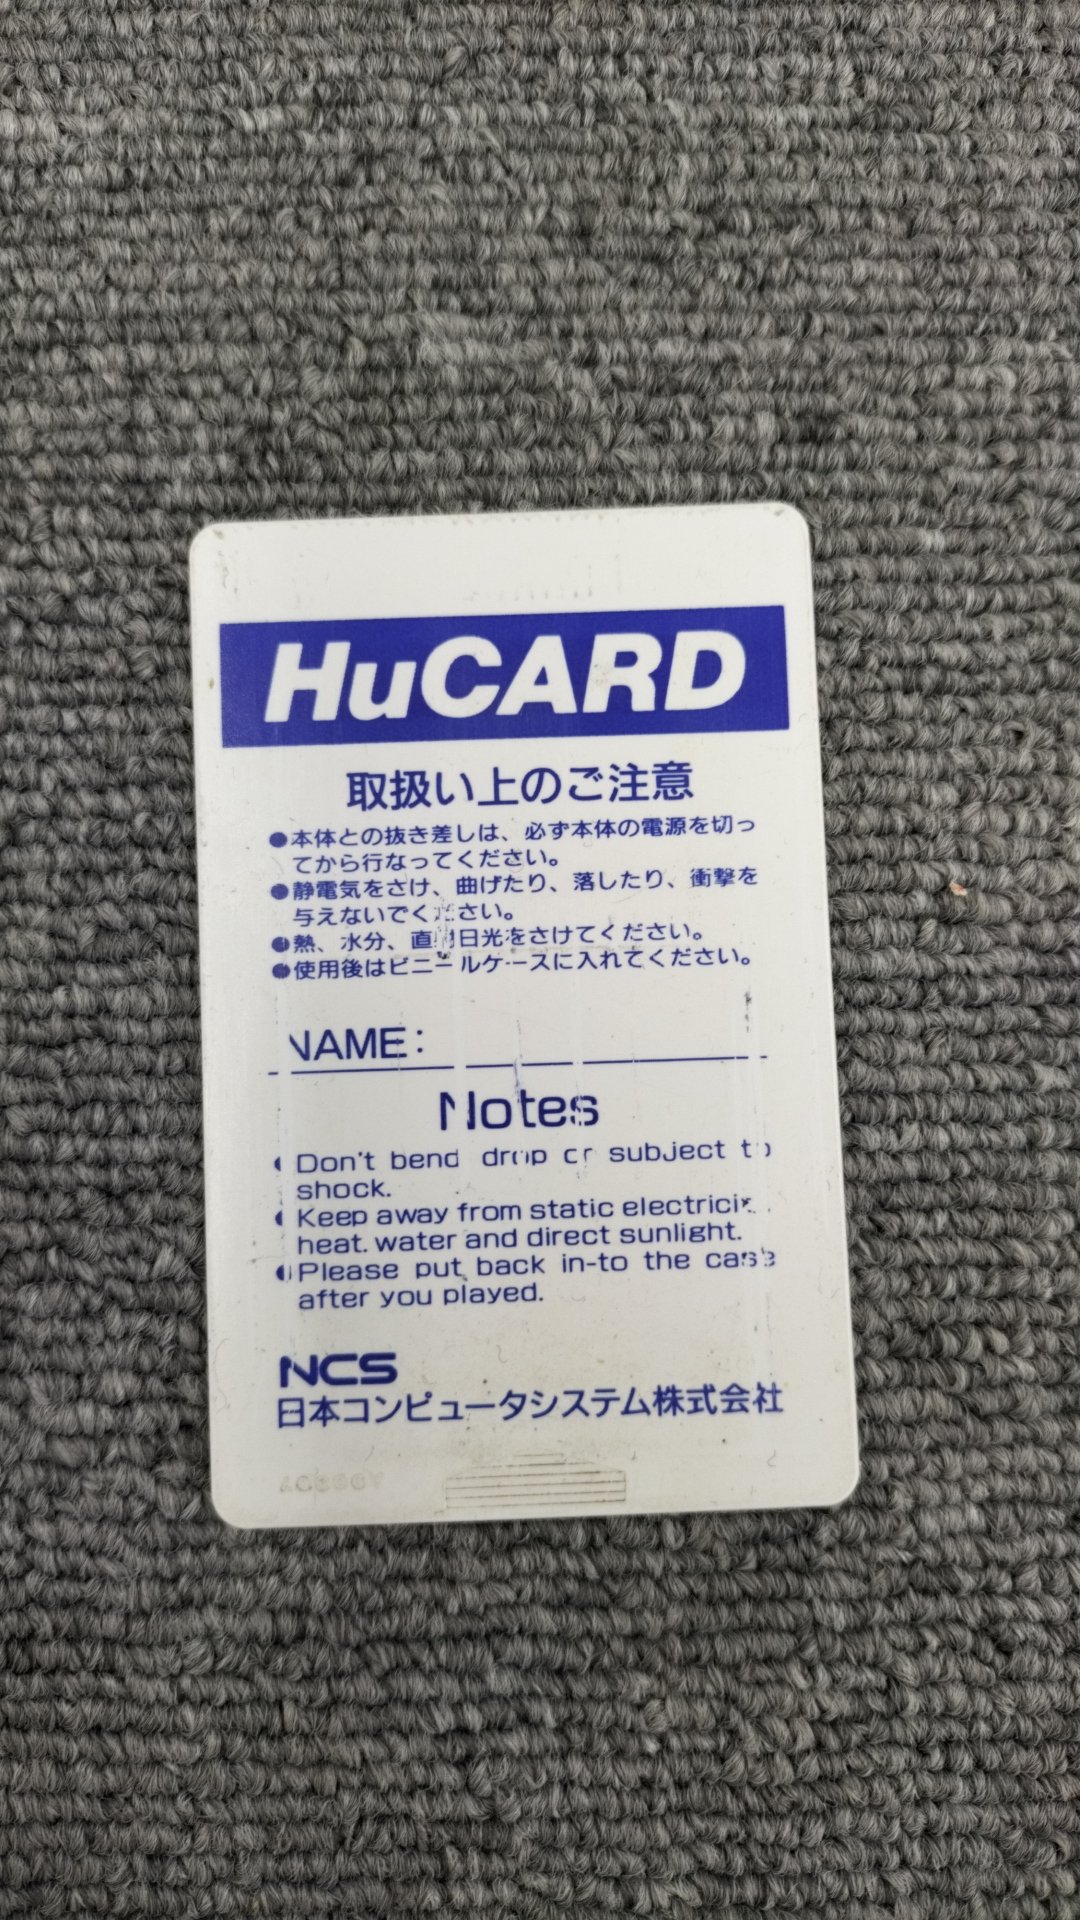 HuCARD
取扱い上のご注意
●本体との抜き差しは、必ず本体の電源を切っ
てから行なってください。
●静電気をさけ、曲げたり、落したり、衝撃を
与えないでください。
●熱、水分、直射日光をさけてください。
●使用後はビニールケースに入れてください。
NAME:
Notes
●Don't bend drop or subject to
shock.
●Keep away from static electricity,
heat. water and direct sunlight.
●Please put back in-to the case
after you played.
NCS
日本コンピュータシステム株式会社